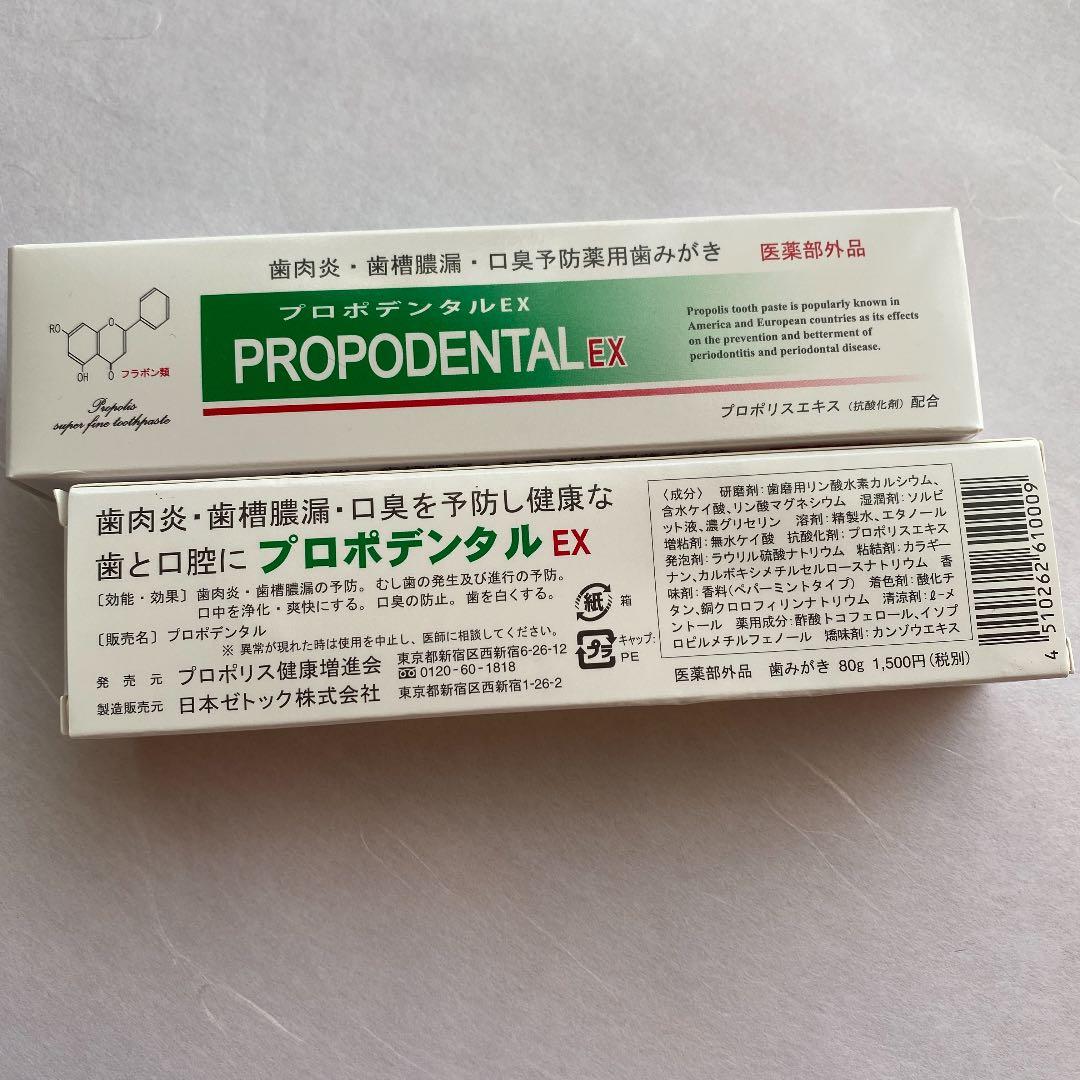 歯肉炎・歯槽膿漏・口臭予防薬用歯みがき 医薬部外品
プロポデンタルEX
PROPODENTAL EX
Propolis tooth paste is popularly known in
America and European countries as its effects
on the prevention and betterment of
periodontitis and periodontal disease.
プロポリスエキス（抗酸化剤）配合
RO
O
OH
O
フラボン類
Propolis
super fine toothpaste
歯肉炎・歯槽膿漏・口臭を予防し健康な
歯と口腔に プロポデンタル EX
〔効能・効果〕歯肉炎・歯槽膿漏の予防。むし歯の発生及び進行の予防。
口中を浄化・爽快にする。口臭の防止。歯を白くする。
〔販売名〕プロポデンタル
※ 異常が現れた時は使用を中止し、医師に相談してください。
発売元 プロポリス健康増進会 東京都新宿区西新宿6-26-12
0120-60-1818
製造販売元 日本ゼトック株式会社 東京都新宿区西新宿1-26-2
紙 箱
プラ キャップ:
PE
〈成分〉 研磨剤:歯磨用リン酸水素カルシウム、
含水ケイ酸、リン酸マグネシウム 湿潤剤:ソルビ
ット液、濃グリセリン 溶剤:精製水、エタノール
増粘剤:無水ケイ酸 抗酸化剤:プロポリスエキス
発泡剤:ラウリル硫酸ナトリウム 粘結剤:カラギー
ナン、カルボキシメチルセルロースナトリウム 香
味剤:香料（ペパーミントタイプ） 着色剤:酸化チ
タン、銅クロロフィリンナトリウム 清涼剤:ℓ-メ
ントール 薬用成分:酢酸トコフェロール、イソプ
ロピルメチルフェノール 矯味剤:カンゾウエキス
医薬部外品 歯みがき 80g 1,500円（税別）
4 510262 610009